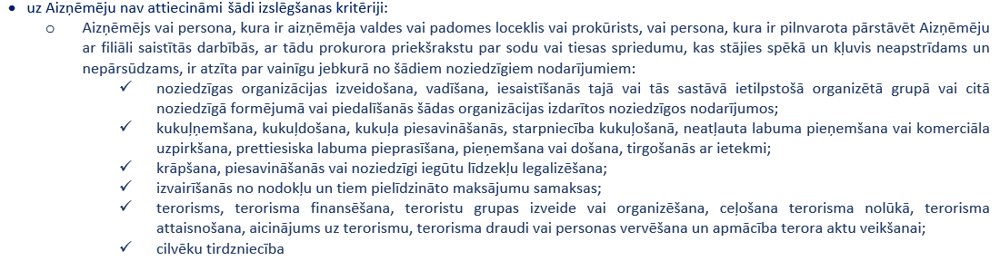 • uz Aizņēmēju nav attiecināmi šādi izslēgšanas kritēriji:
o Aizņēmējs vai persona, kura ir aizņēmēja valdes vai padomes loceklis vai prokūrists, vai persona, kura ir pilnvarota pārstāvēt Aizņēmēju
ar filiāli saistītās darbībās, ar tādu prokurora priekšrakstu par sodu vai tiesas spriedumu, kas stājies spēkā un kļuvis neapstrīdams un
nepārsūdzams, ir atzīta par vainīgu jebkurā no šādiem noziedzīgiem nodarījumiem:
✓ noziedzīgas organizācijas izveidošana, vadīšana, iesaistīšanās tajā vai tās sastāvā ietilpstošā organizētā grupā vai citā
noziedzīgā formējumā vai piedalīšanās šādas organizācijas izdarītos noziedzīgos nodarījumos;
✓ kukuļņemšana, kukuļdošana, kukuļa piesavināšanās, starpniecība kukuļošanā, neatļauta labuma pieņemšana vai komerciāla
uzpirkšana, prettiesiska labuma pieprasīšana, pieņemšana vai došana, tirgošanās ar ietekmi;
✓ krāpšana, piesavināšanās vai noziedzīgi iegūtu līdzekļu legalizēšana;
✓ izvairīšanās no nodokļu un tiem pielīdzināto maksājumu samaksas;
✓ terorisms, terorisma finansēšana, teroristu grupas izveide vai organizēšana, ceļošana terorisma nolūkā, terorisma
attaisnošana, aicinājums uz terorismu, terorisma draudi vai personas vervēšana un apmācība terora aktu veikšanai;
✓ cilvēku tirdzniecība